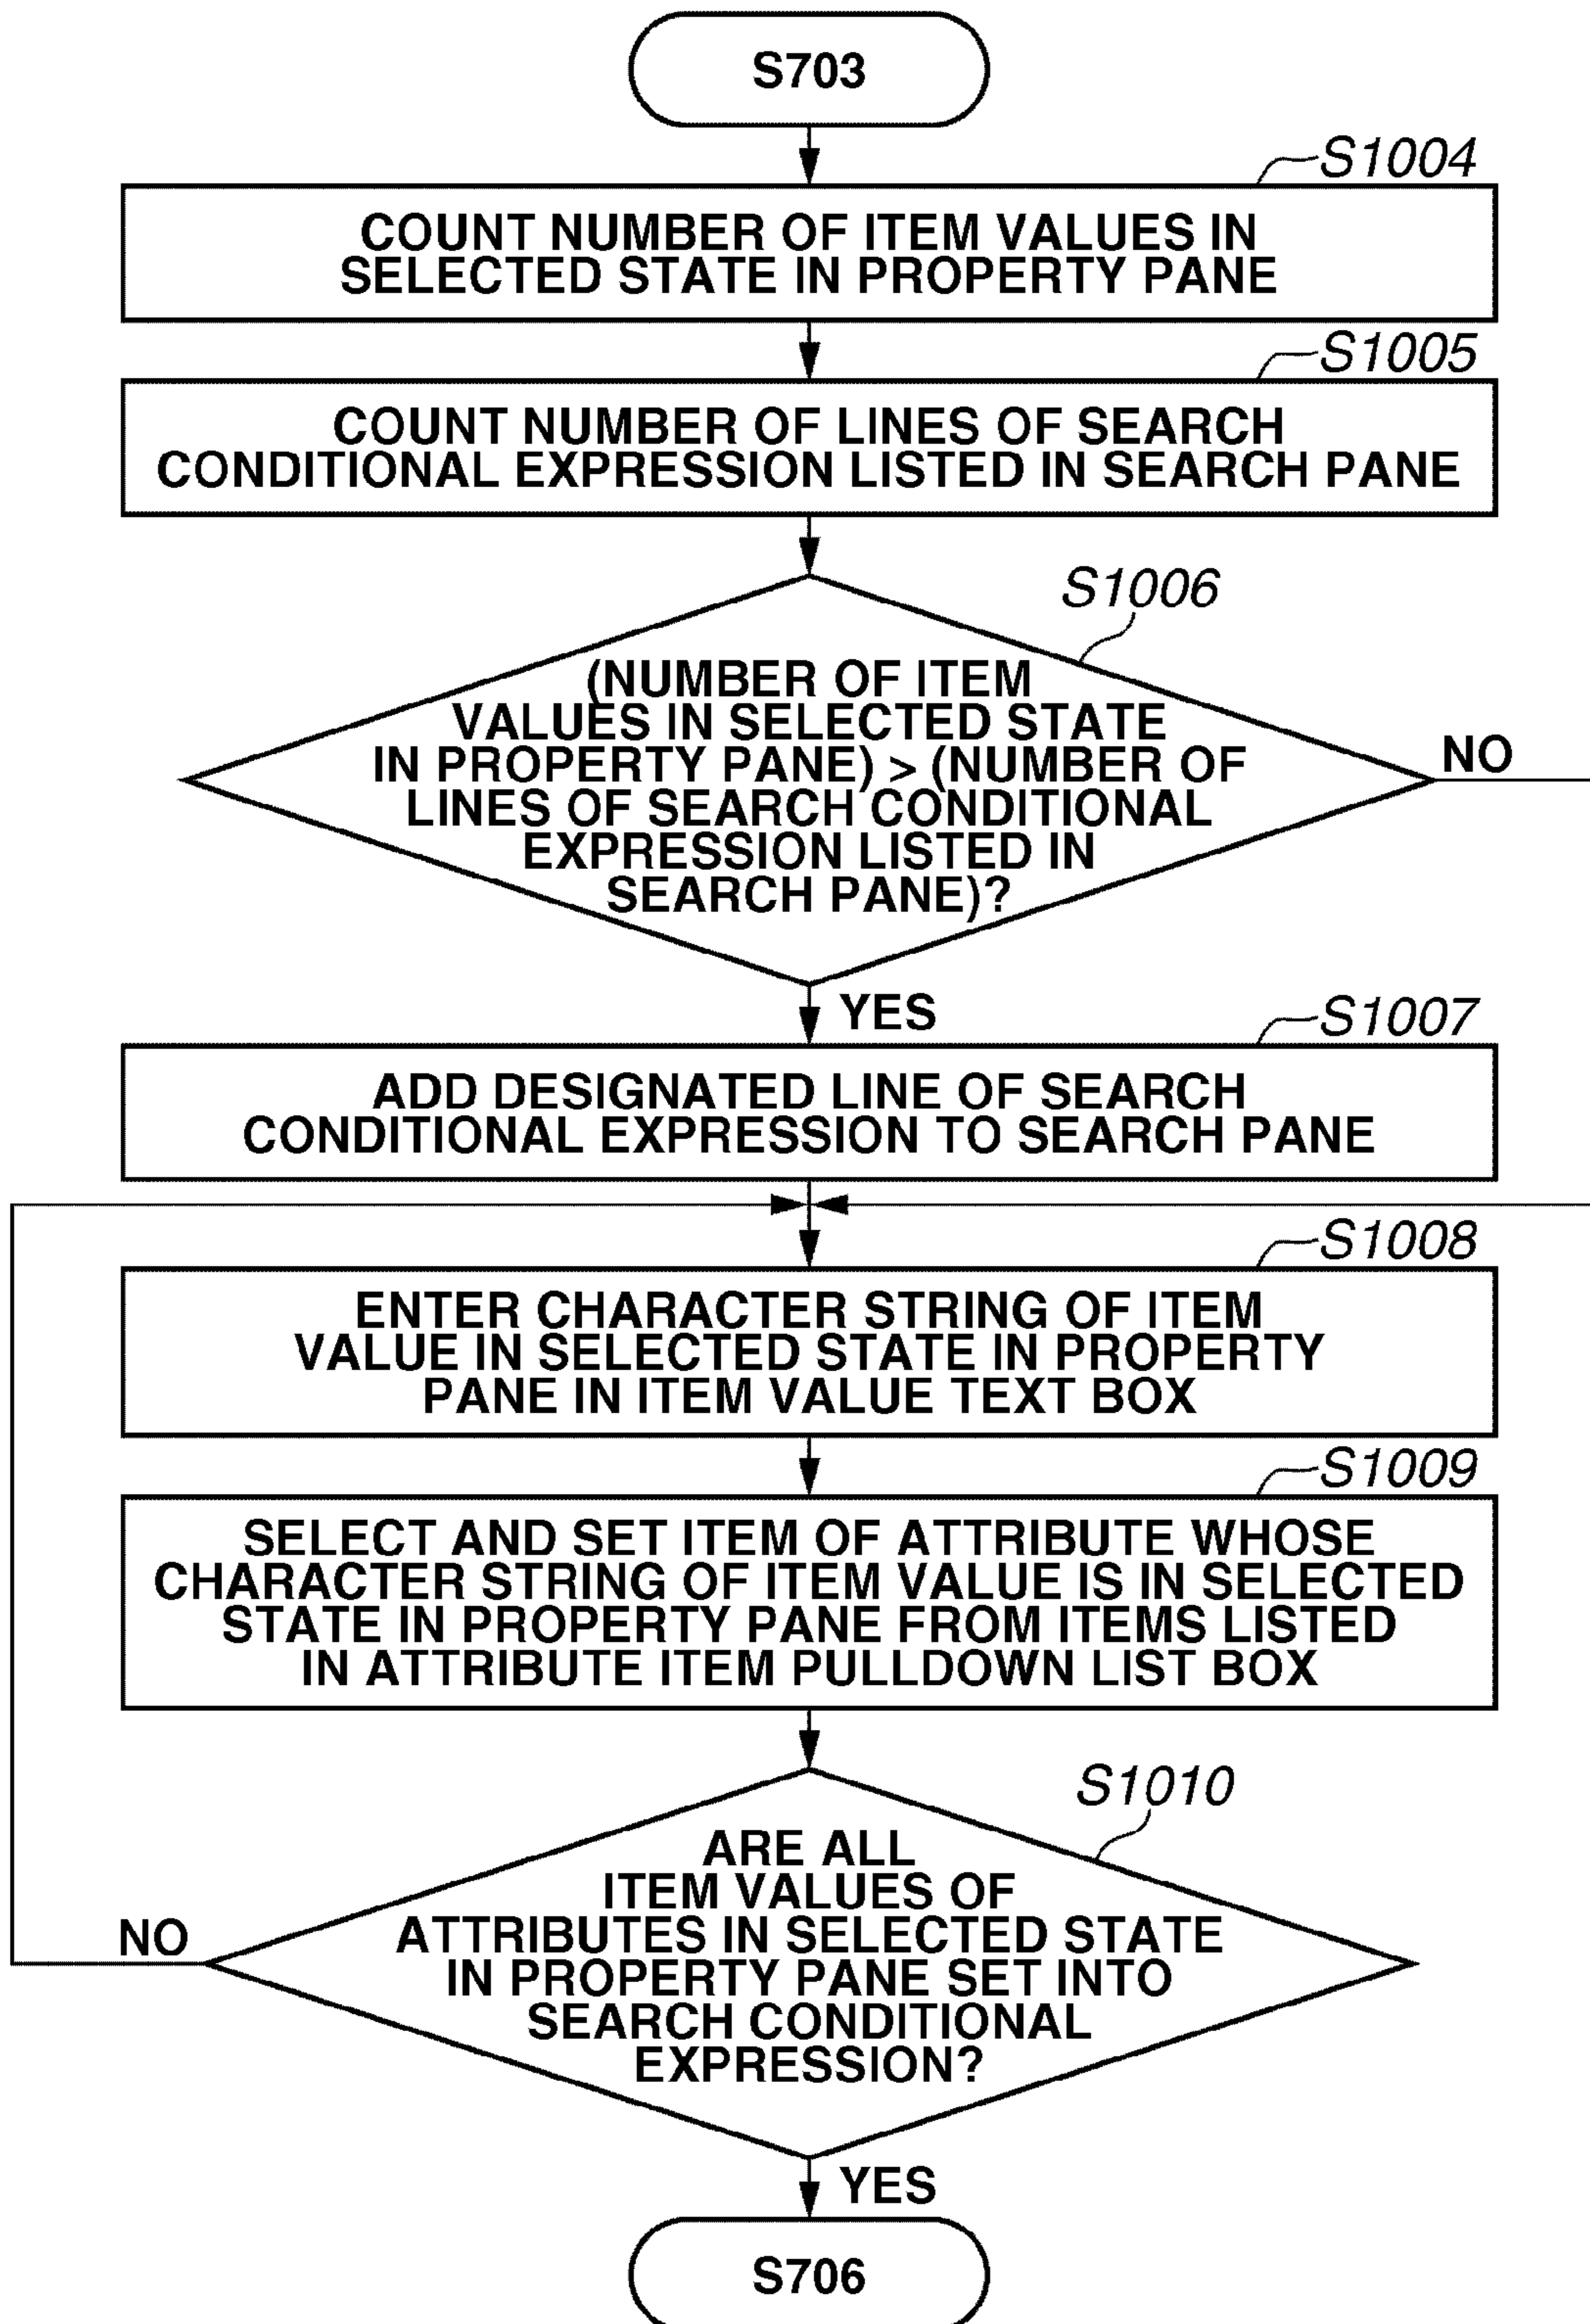 S703
S1004
COUNT NUMBER OF ITEM VALUES IN
SELECTED STATE IN PROPERTY PANE
S1005
COUNT NUMBER OF LINES OF SEARCH
CONDITIONAL EXPRESSION LISTED IN SEARCH PANE
S1006
(NUMBER OF ITEM
VALUES IN SELECTED STATE
IN PROPERTY PANE) > (NUMBER OF
LINES OF SEARCH CONDITIONAL
EXPRESSION LISTED IN
SEARCH PANE)?
NO
YES
S1007
ADD DESIGNATED LINE OF SEARCH
CONDITIONAL EXPRESSION TO SEARCH PANE
S1008
ENTER CHARACTER STRING OF ITEM
VALUE IN SELECTED STATE IN PROPERTY
PANE IN ITEM VALUE TEXT BOX
S1009
SELECT AND SET ITEM OF ATTRIBUTE WHOSE
CHARACTER STRING OF ITEM VALUE IS IN SELECTED
STATE IN PROPERTY PANE FROM ITEMS LISTED
IN ATTRIBUTE ITEM PULLDOWN LIST BOX
S1010
ARE ALL
ITEM VALUES OF
ATTRIBUTES IN SELECTED STATE
IN PROPERTY PANE SET INTO
SEARCH CONDITIONAL
EXPRESSION?
NO
YES
S706